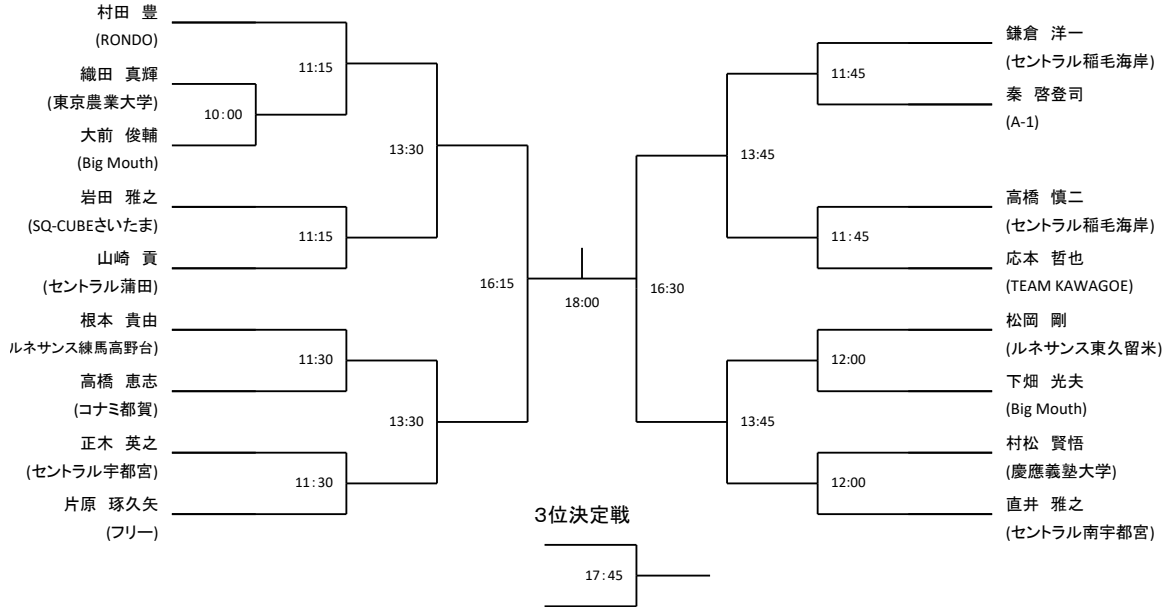 村田 豊
(RONDO)
11:15
織田 真輝
(東京農業大学)
10:00
大前 俊輔
(Big Mouth)
13:30
岩田 雅之
(SQ-CUBEさいたま)
11:15
山崎 貢
(セントラル蒲田)
16:15
根本 貴由
ルネサンス練馬高野台)
11:30
高橋 恵志
(コナミ都賀)
13:30
正木 英之
(セントラル宇都宮)
11:30
片原 琢久矢
(フリー)
18:00
鎌倉 洋一
(セントラル稲毛海岸)
11:45
秦 啓登司
(A-1)
13:45
高橋 慎二
(セントラル稲毛海岸)
11:45
応本 哲也
(TEAM KAWAGOE)
16:30
松岡 剛
(ルネサンス東久留米)
12:00
下畑 光夫
(Big Mouth)
13:45
村松 賢悟
(慶應義塾大学)
12:00
直井 雅之
(セントラル南宇都宮)
3位決定戦
17:45